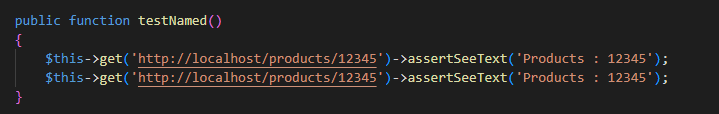 public function testNamed()
{
    $this->get('http://localhost/products/12345')->assertSeeText('Products : 12345');
    $this->get('http://localhost/products/12345')->assertSeeText('Products : 12345');
}